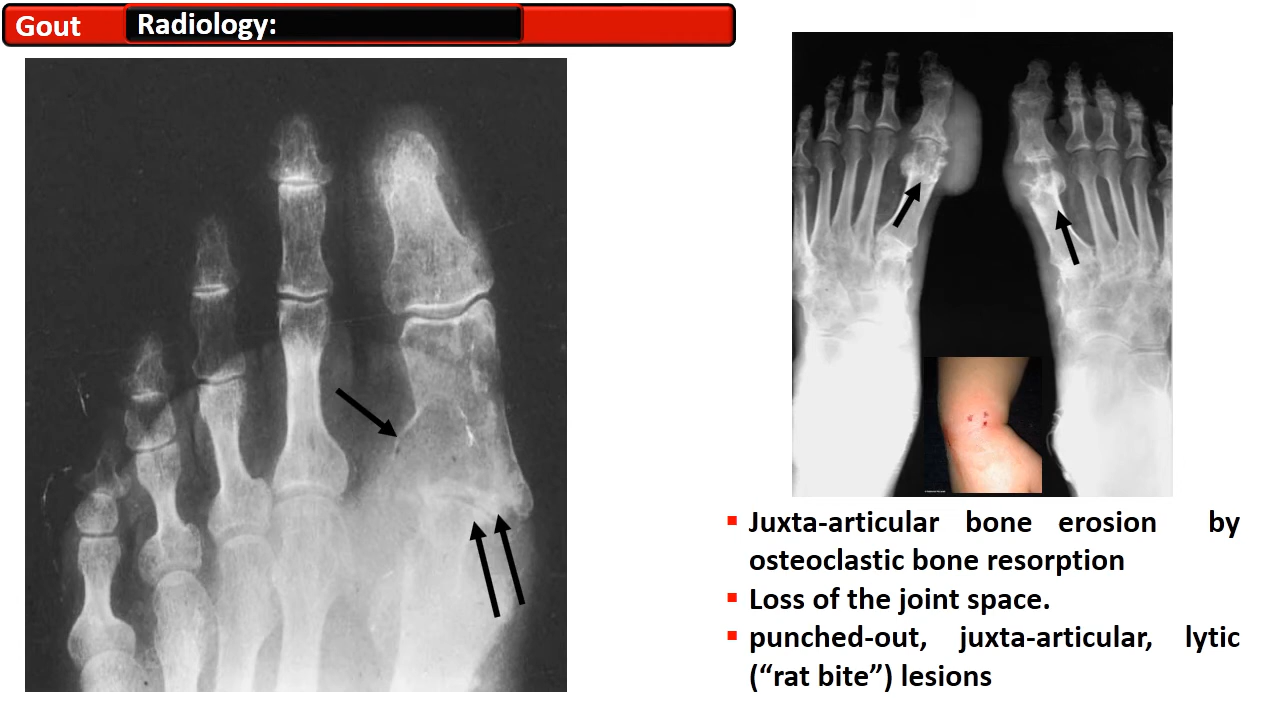 Gout
Radiology:
Juxta-articular bone erosion by
osteoclastic bone resorption
Loss of the joint space.
punched-out, juxta-articular, lytic
(“rat bite”) lesions